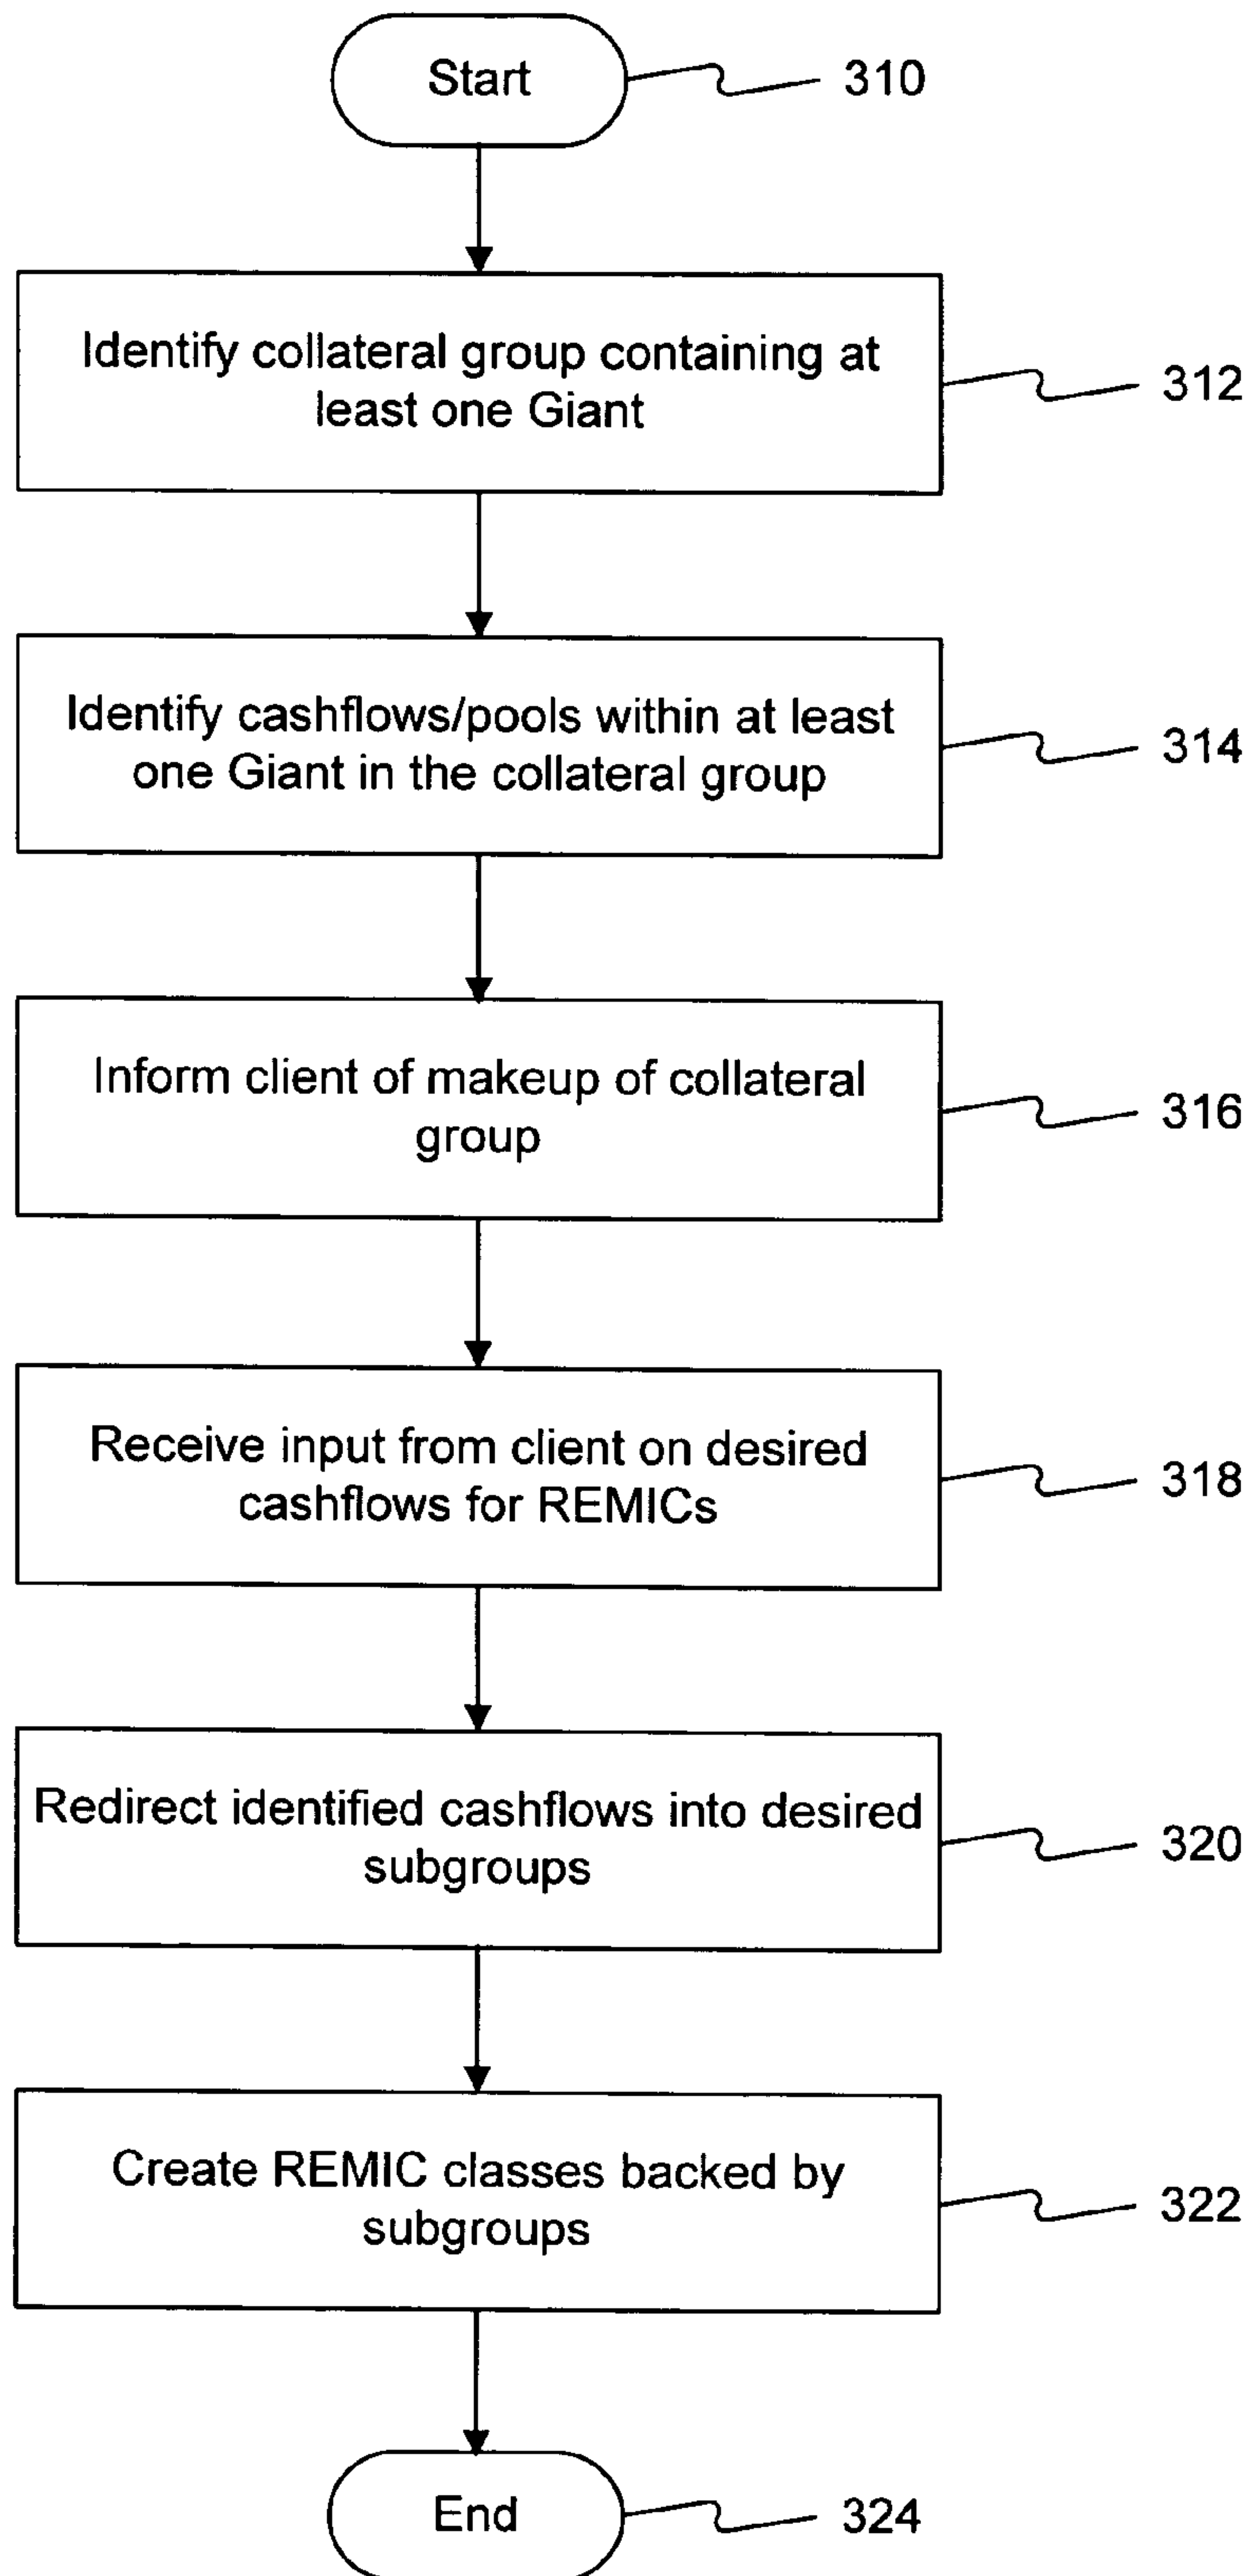 Start
310
Identify collateral group containing at
least one Giant
312
Identify cashflows/pools within at least
one Giant in the collateral group
314
Inform client of makeup of collateral
group
316
Receive input from client on desired
cashflows for REMICs
318
Redirect identified cashflows into desired
subgroups
320
Create REMIC classes backed by
subgroups
322
End
324